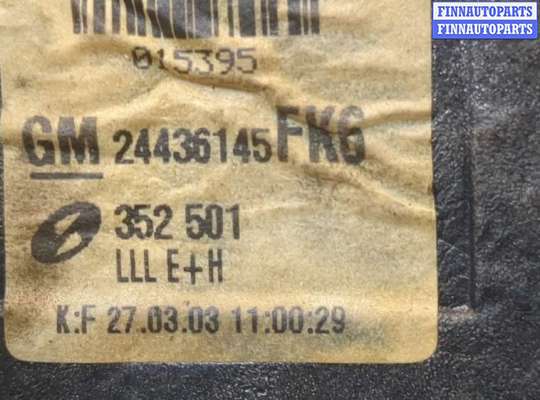 FINNAUTOPARTS
FINNAUTOPARTS
015395
GM 24436145 FK6
352 501
LLL E+H
K:F 27.03.03 11:00:29